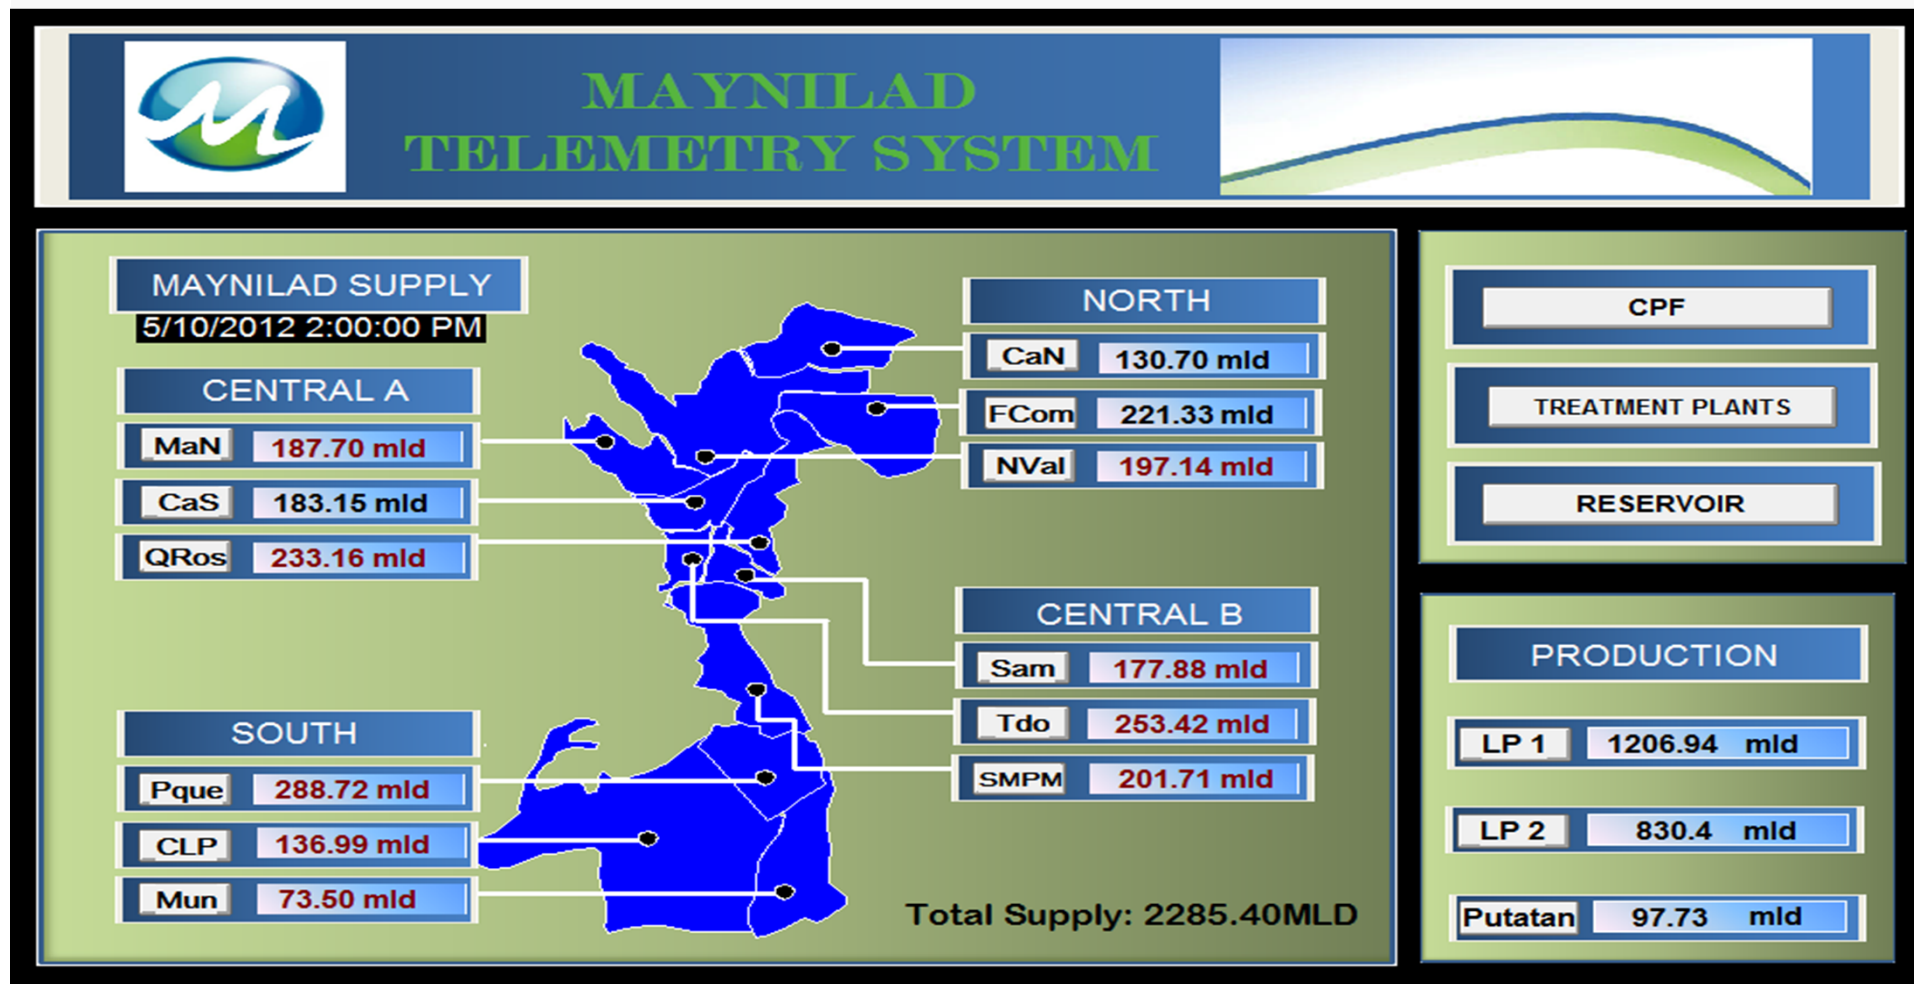 MAYNILAD
TELEMETRY SYSTEM
MAYNILAD SUPPLY
5/10/2012 2:00:00 PM
CENTRAL A
MaN 187.70 mld
CaS 183.15 mld
QRos 233.16 mld
SOUTH
Pque 288.72 mld
CLP 136.99 mld
Mun 73.50 mld
NORTH
CaN 130.70 mld
FCom 221.33 mld
NVal 197.14 mld
CENTRAL B
Sam 177.88 mld
Tdo 253.42 mld
SMPM 201.71 mld
Total Supply: 2285.40MLD
CPF
TREATMENT PLANTS
RESERVOIR
PRODUCTION
LP 1 1206.94 mld
LP 2 830.4 mld
Putatan 97.73 mld